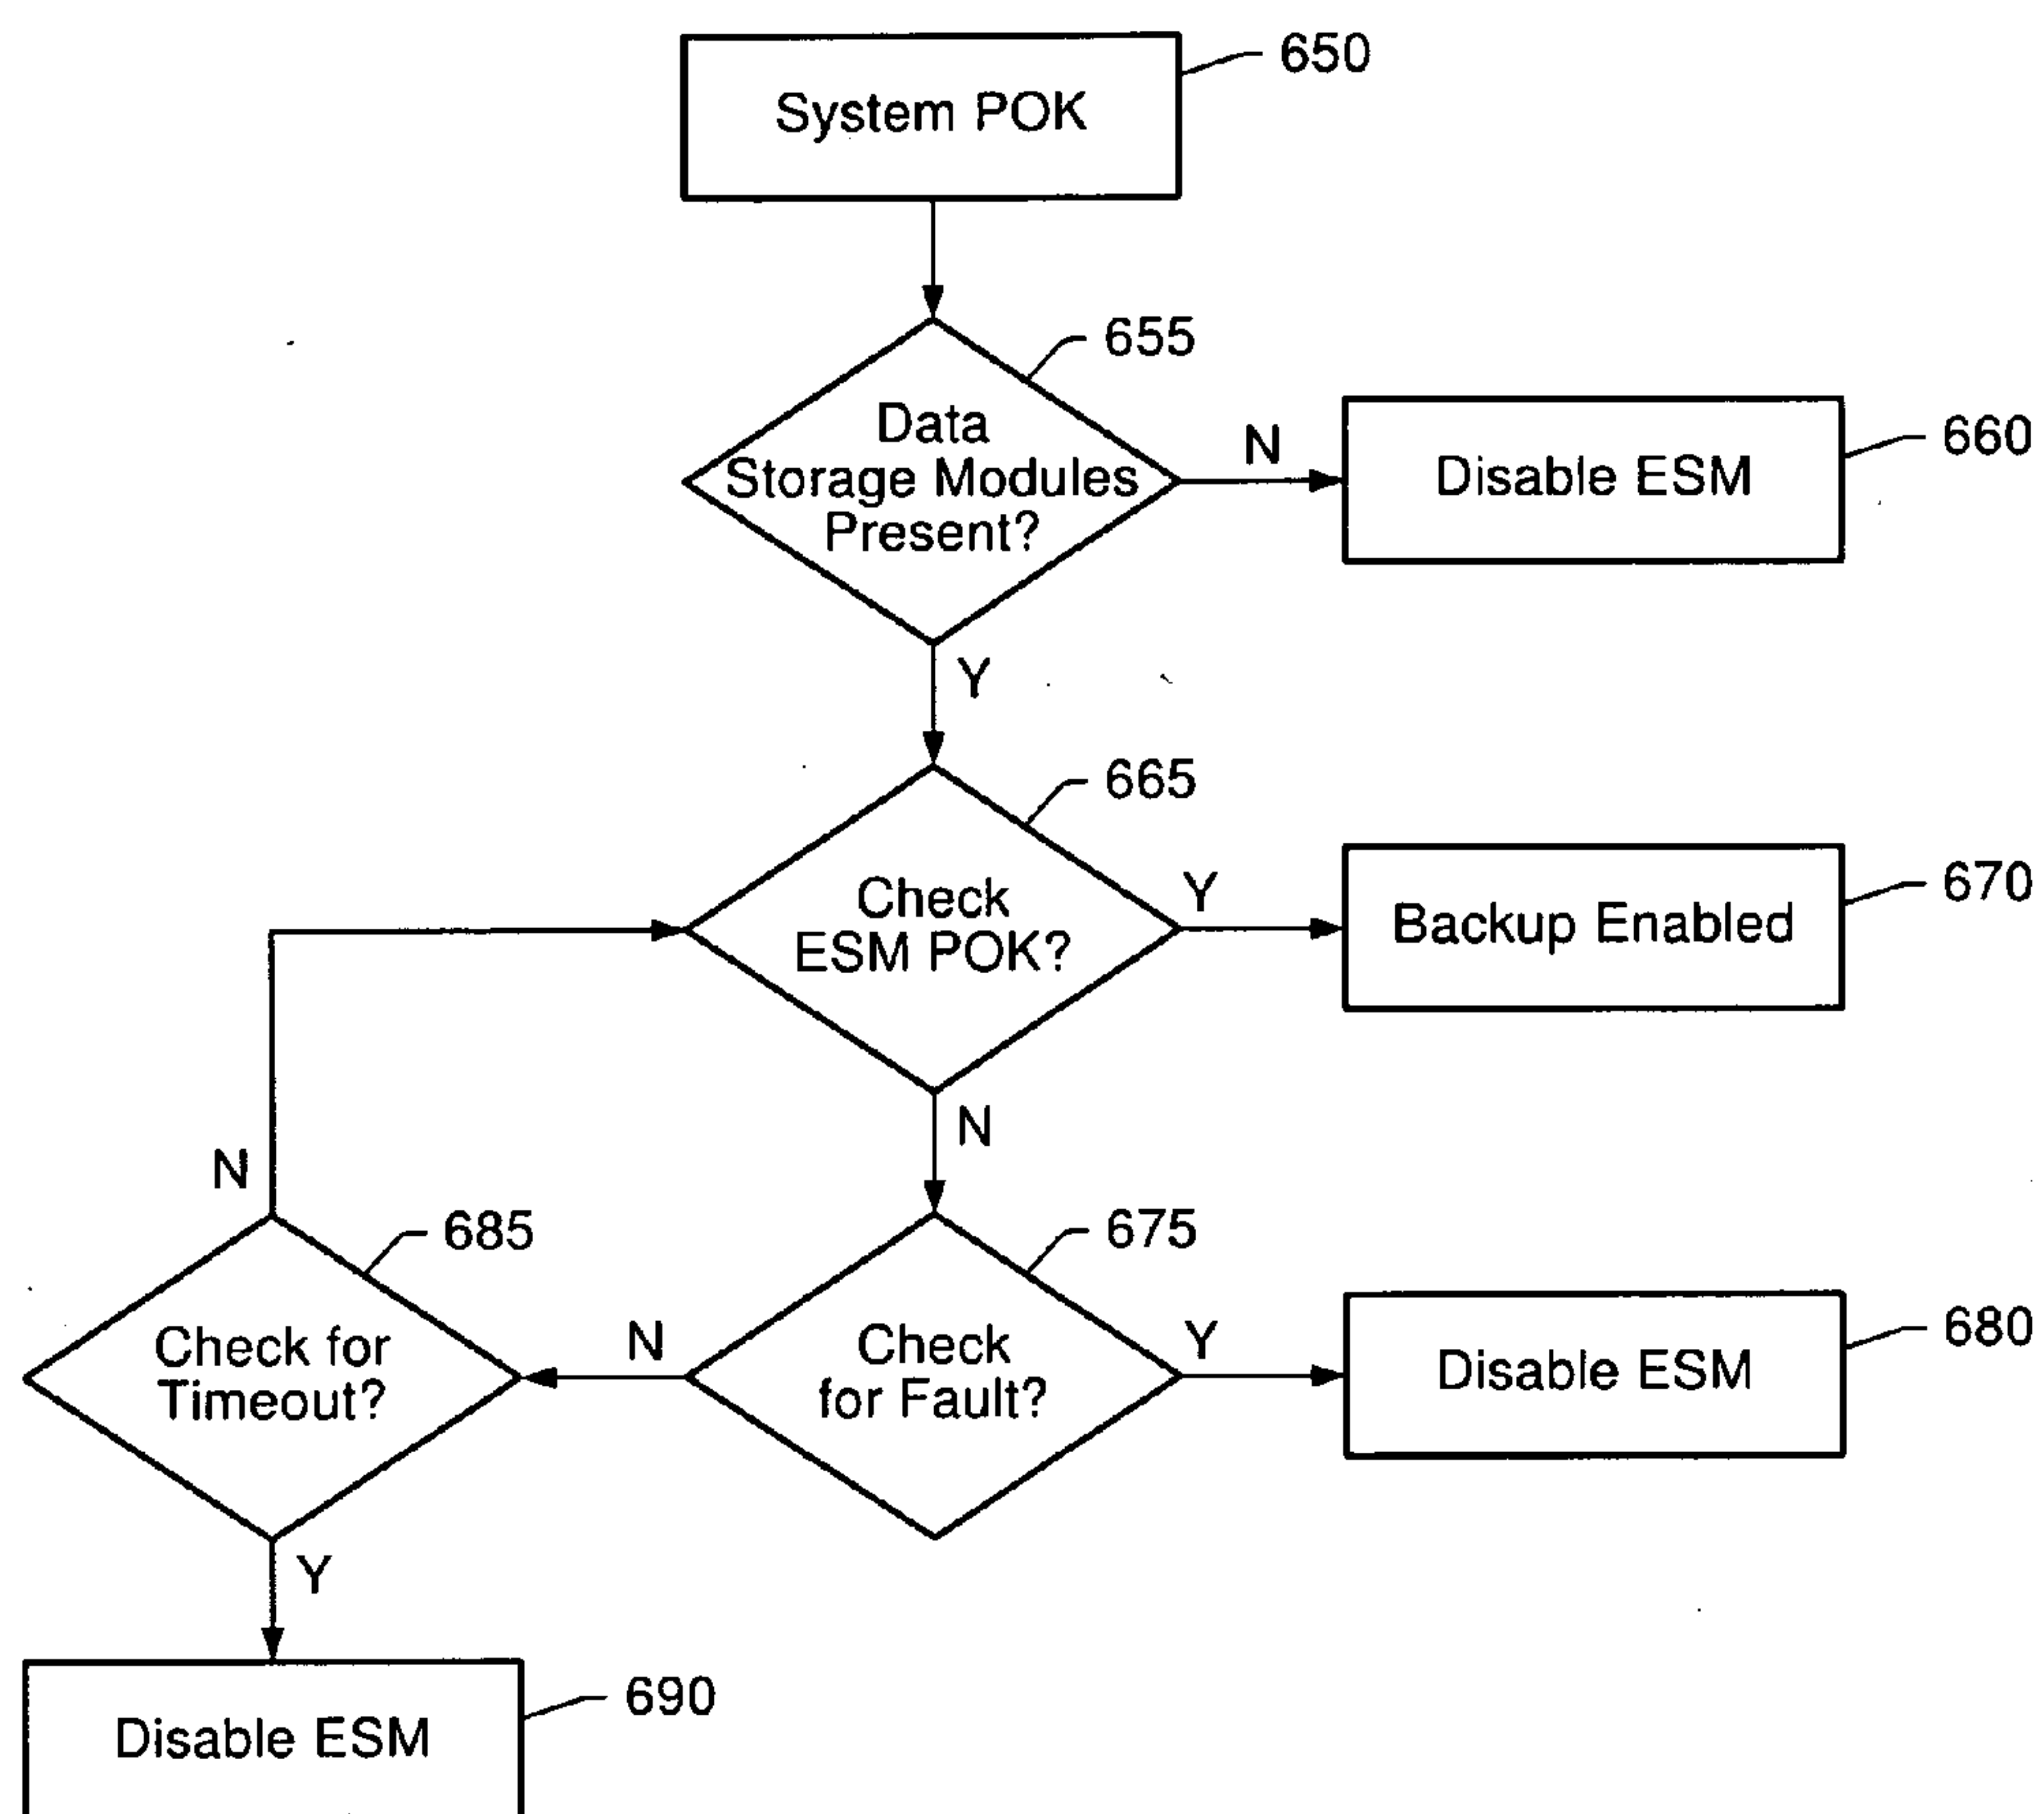 650
System POK
655
Data
Storage Modules
Present?
N
660
Disable ESM
Y
665
Check
ESM POK?
Y
670
Backup Enabled
N
N
685
Check for
Timeout?
N
675
Check
for Fault?
Y
680
Disable ESM
Y
690
Disable ESM